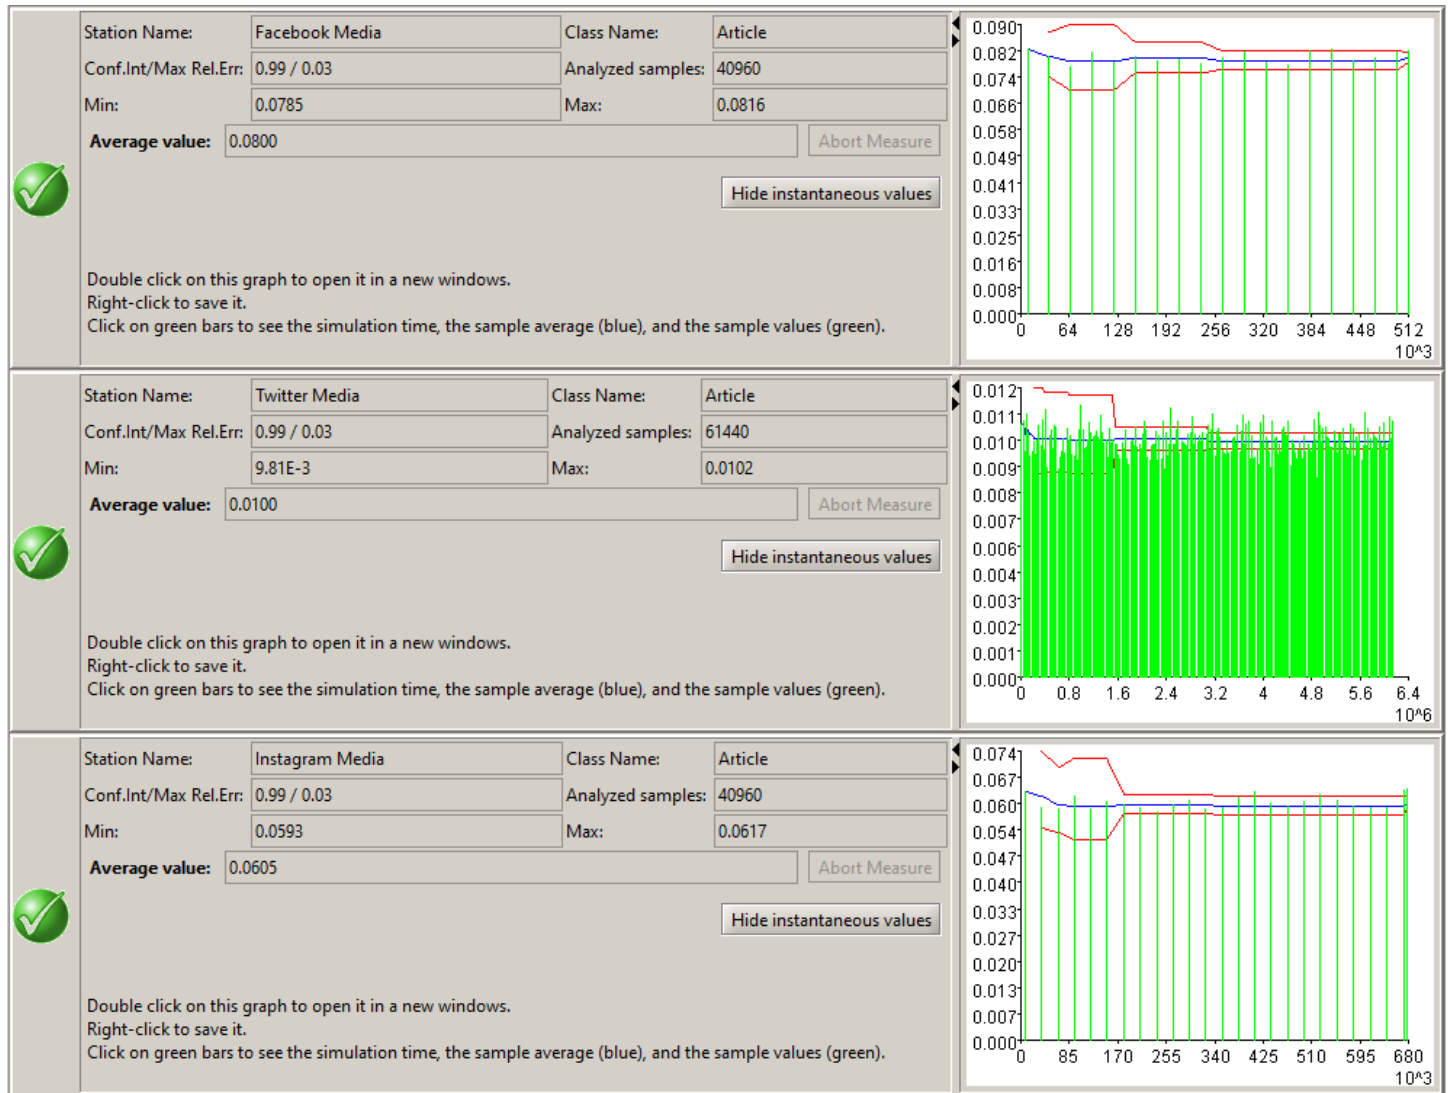 Station Name: Facebook Media Class Name: Article
Conf.Int/Max Rel.Err: 0.99 / 0.03 Analyzed samples: 40960
Min: 0.0785 Max: 0.0816
Average value: 0.0800 Abort Measure
Hide instantaneous values
Double click on this graph to open it in a new windows.
Right-click to save it.
Click on green bars to see the simulation time, the sample average (blue), and the sample values (green).
0.090
0.082
0.074
0.066
0.058
0.049
0.041
0.033
0.025
0.016
0.008
0.000
0 64 128 192 256 320 384 448 512
10^3
Station Name: Twitter Media Class Name: Article
Conf.Int/Max Rel.Err: 0.99 / 0.03 Analyzed samples: 61440
Min: 9.81E-3 Max: 0.0102
Average value: 0.0100 Abort Measure
Hide instantaneous values
Double click on this graph to open it in a new windows.
Right-click to save it.
Click on green bars to see the simulation time, the sample average (blue), and the sample values (green).
0.012
0.011
0.010
0.009
0.008
0.007
0.006
0.004
0.003
0.002
0.001
0.000
0 0.8 1.6 2.4 3.2 4 4.8 5.6 6.4
10^6
Station Name: Instagram Media Class Name: Article
Conf.Int/Max Rel.Err: 0.99 / 0.03 Analyzed samples: 40960
Min: 0.0593 Max: 0.0617
Average value: 0.0605 Abort Measure
Hide instantaneous values
Double click on this graph to open it in a new windows.
Right-click to save it.
Click on green bars to see the simulation time, the sample average (blue), and the sample values (green).
0.074
0.067
0.060
0.054
0.047
0.040
0.033
0.027
0.020
0.013
0.007
0.000
0 85 170 255 340 425 510 595 680
10^3